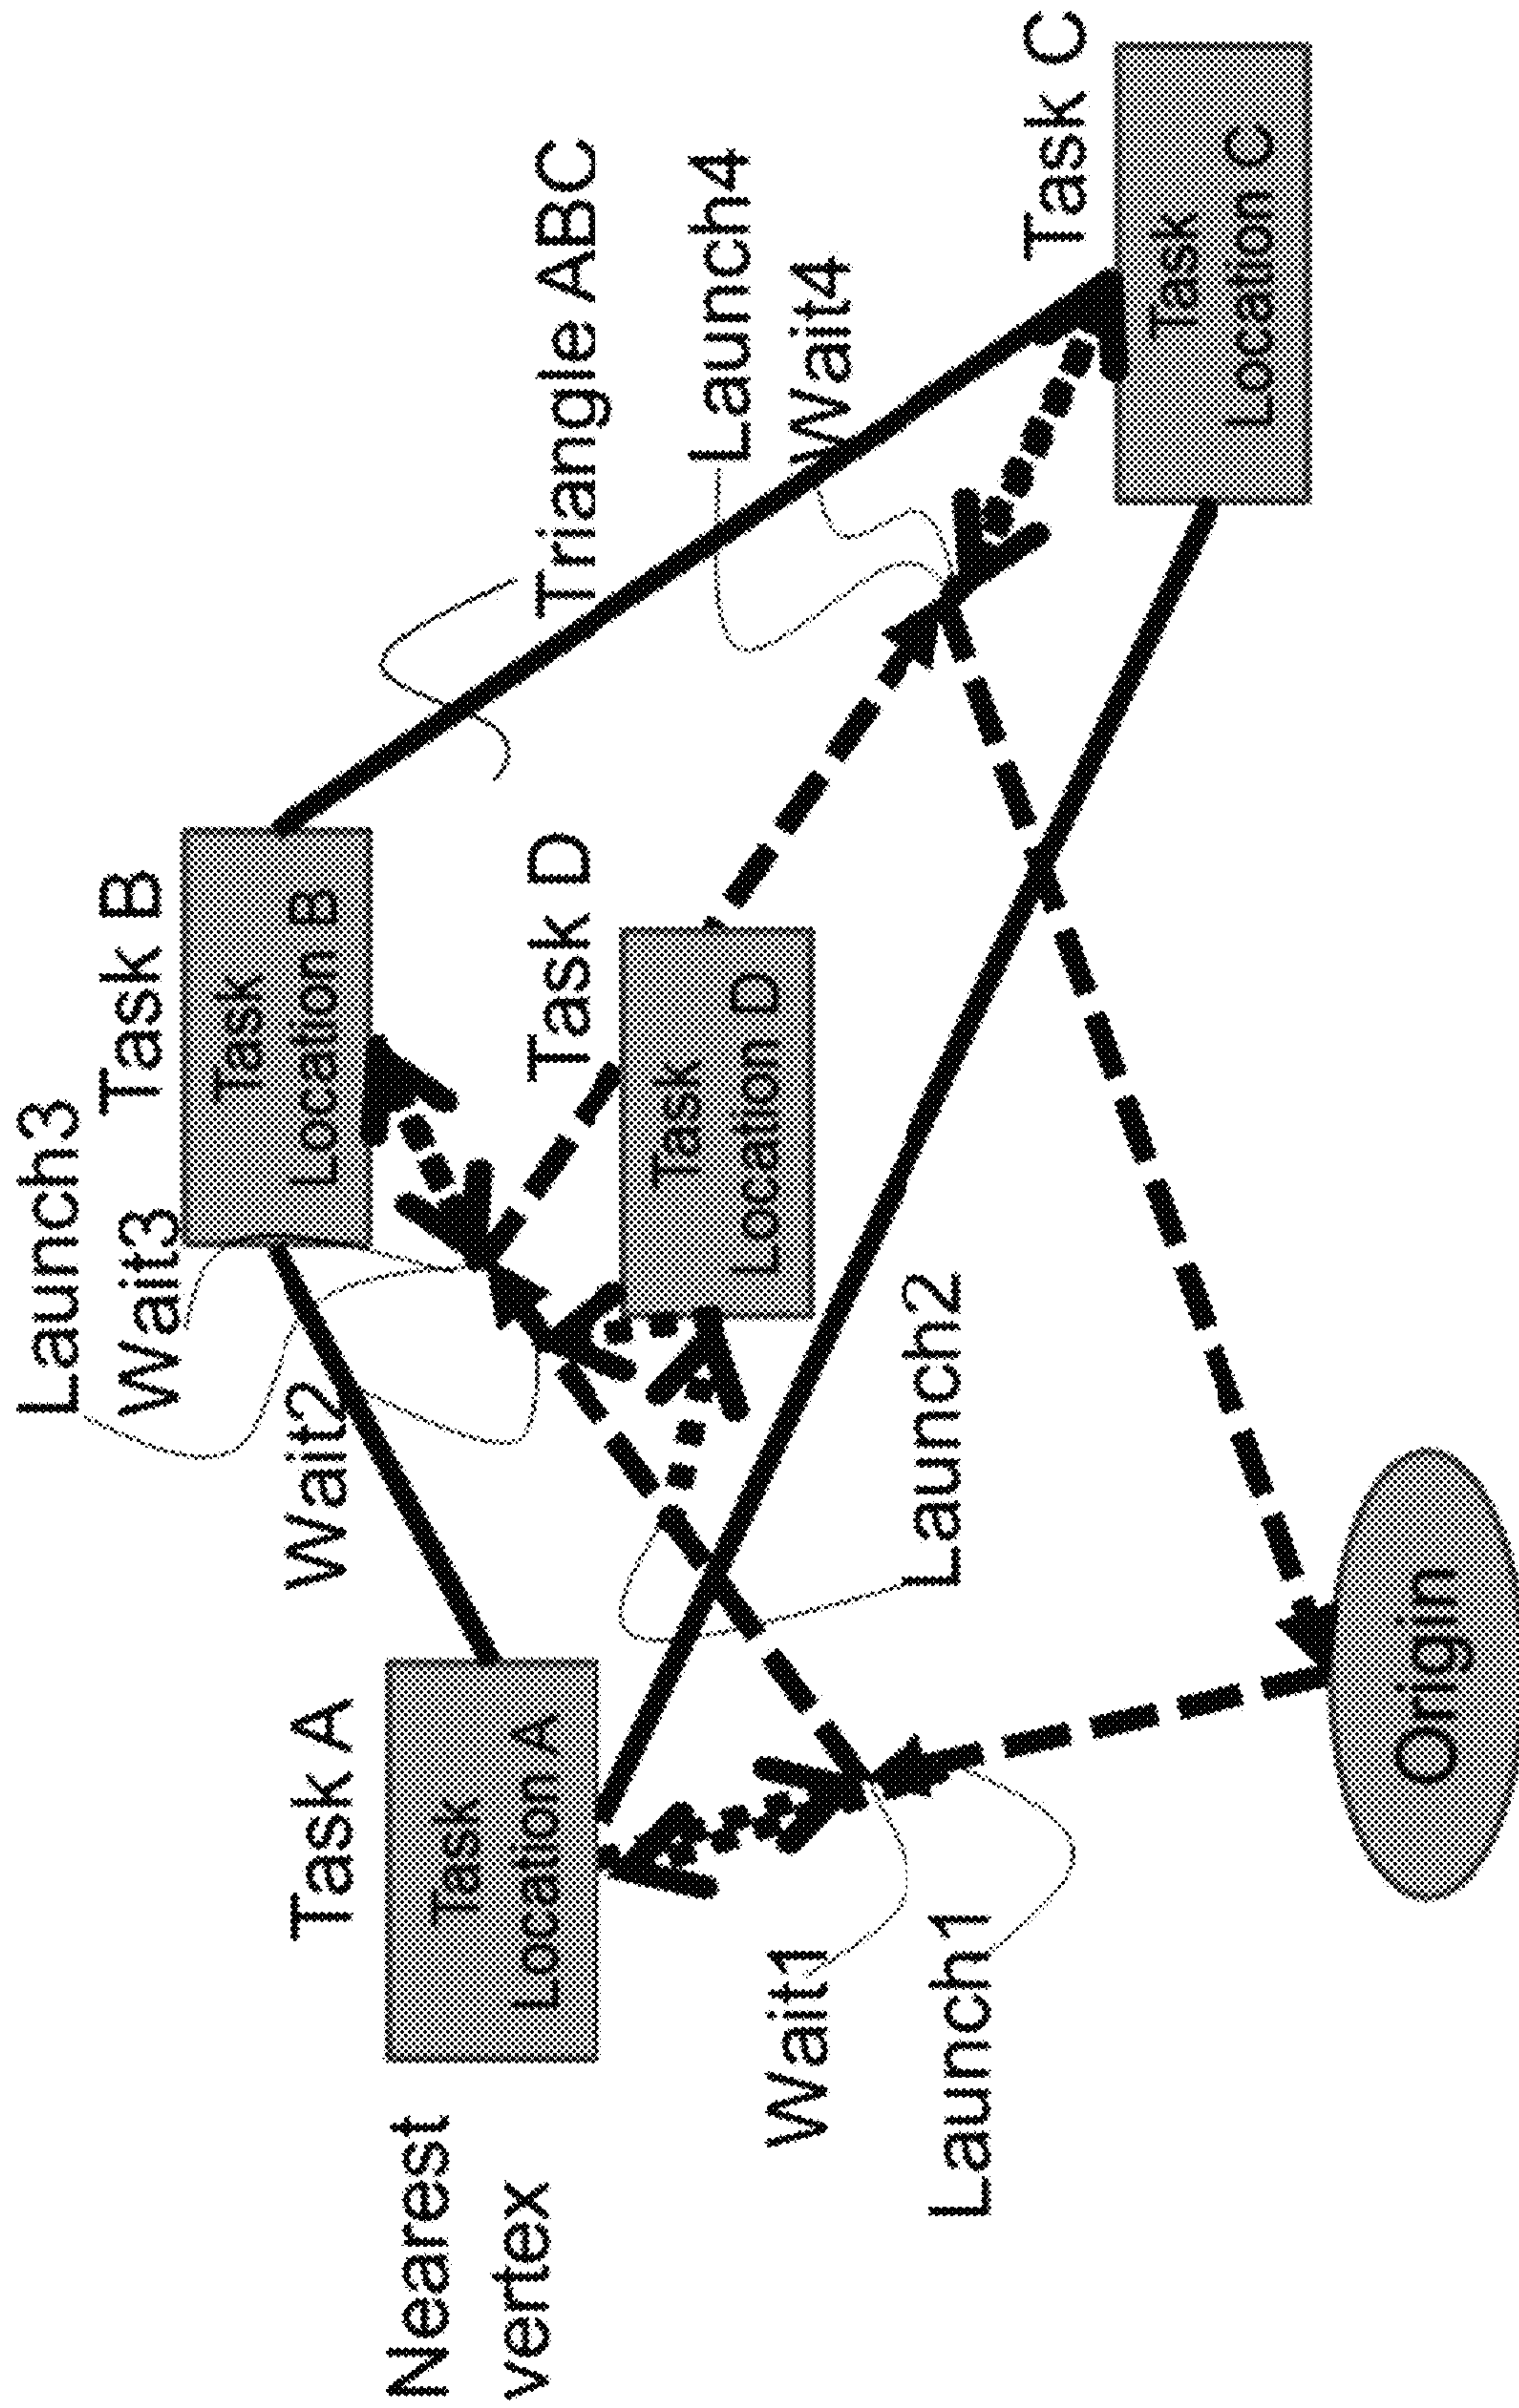 Launch3
Wait3
Task B
Task
Location B
Wait2
Task A
Nearest
vertex
Task
Location A
Task D
Task
Location D
Triangle ABC
Launch4
Wait4
Wait1
Launch1
Launch2
Task C
Task
Location C
Origin